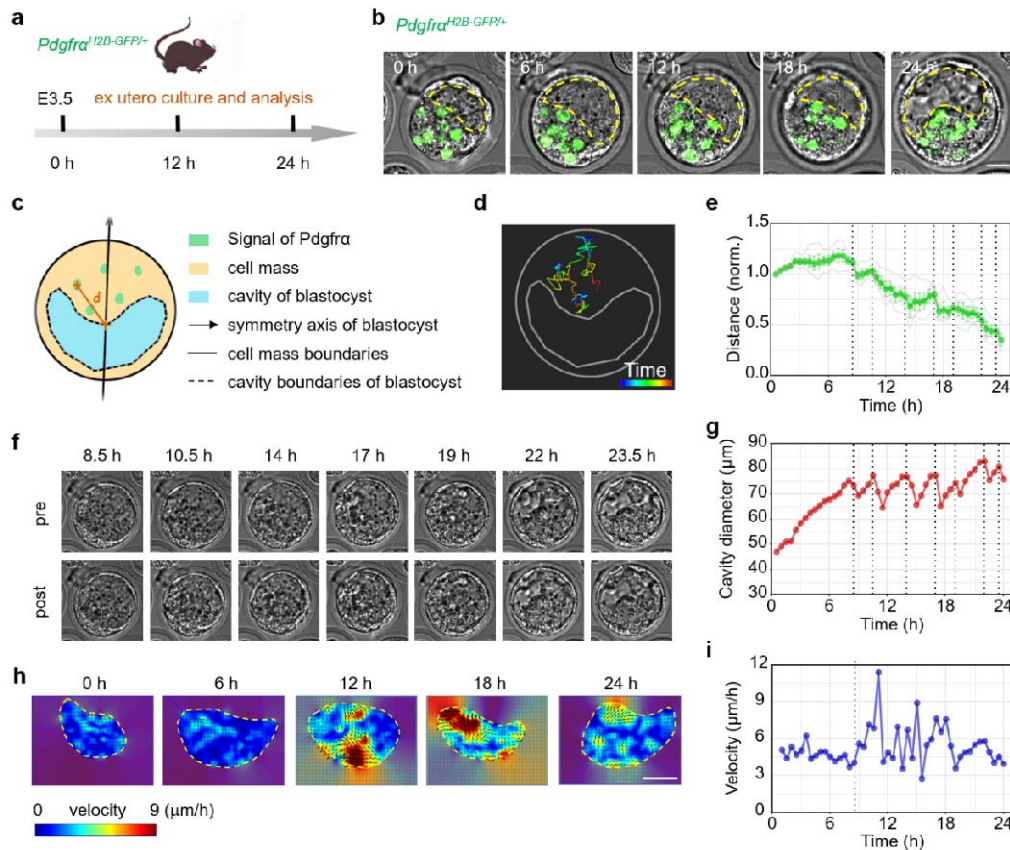 a
Pdgfrα^H2B-GFP/+
E3.5
ex utero culture and analysis
0 h
12 h
24 h
b
Pdgfrα^H2B-GFP/+
0 h
6 h
12 h
18 h
24 h
c
d
Signal of Pdgfrα
cell mass
cavity of blastocyst
symmetry axis of blastocyst
cell mass boundaries
cavity boundaries of blastocyst
d
Time
e
Distance (norm.)
1.5
1.0
0.5
0.0
0
6
12
18
24
Time (h)
f
8.5 h
10.5 h
14 h
17 h
19 h
22 h
23.5 h
pre
post
g
Cavity diameter (μm)
90
80
70
60
50
40
30
0
6
12
18
24
Time (h)
h
0 h
6 h
12 h
18 h
24 h
0
velocity
9 (μm/h)
i
Velocity (μm/h)
12
9
6
3
0
0
6
12
18
24
Time (h)